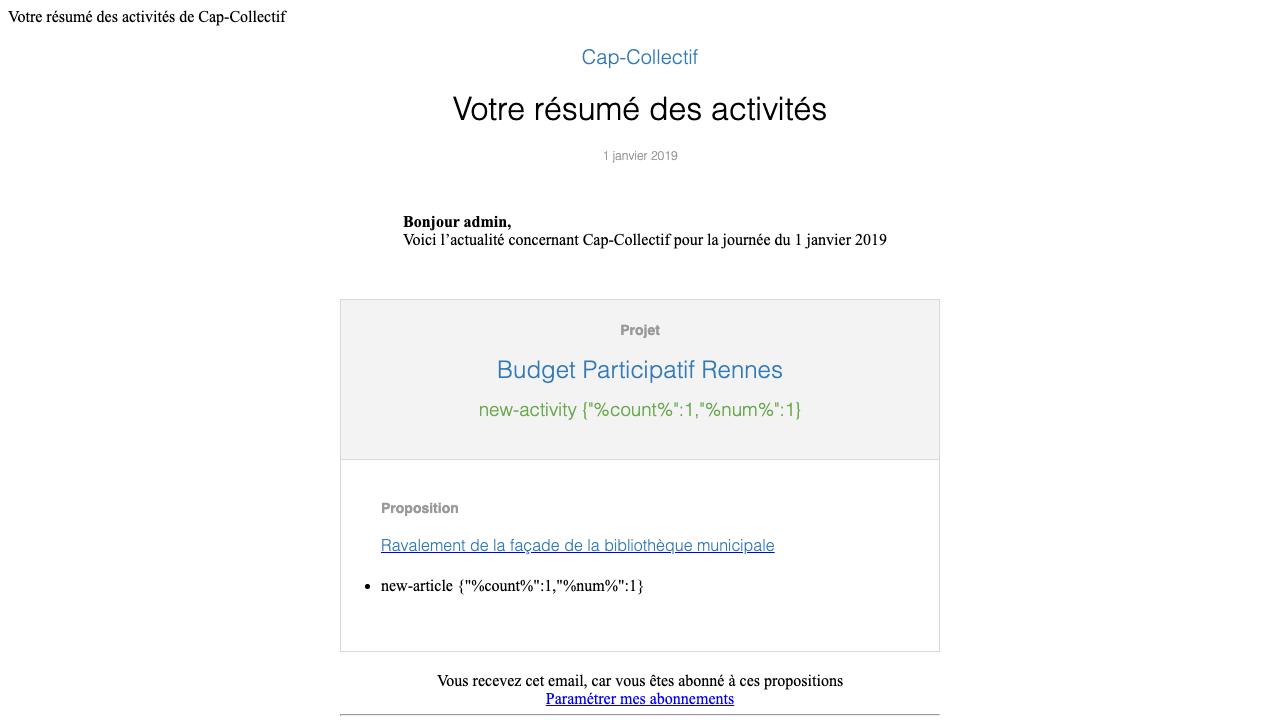 Votre résumé des activités de Cap-Collectif
Cap-Collectif
Votre résumé des activités
1 janvier 2019
Bonjour admin,
Voici l’actualité concernant Cap-Collectif pour la journée du 1 janvier 2019
Projet
Budget Participatif Rennes
new-activity {"%count%":1,"%num%":1}
Proposition
Ravalement de la façade de la bibliothèque municipale
new-article {"%count%":1,"%num%":1}
Vous recevez cet email, car vous êtes abonné à ces propositions
Paramétrer mes abonnements